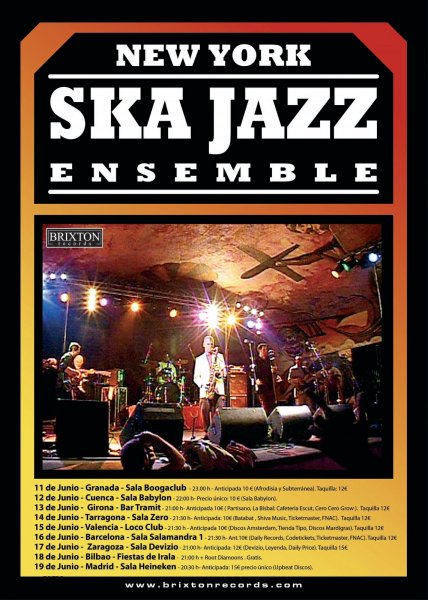 NEW YORK
SKA JAZZ
ENSEMBLE
BRIXTON
records
11 de Junio - Granada - Sala Boogaclub - 23:00 h - Anticipada 10 € (Afrodisia y Subterránea). Taquilla: 12€
12 de Junio - Cuenca - Sala Babylon - 22:00 h- Precio único: 10 € (Sala Babylon).
13 de Junio - Girona - Bar Tramit - 21:00 h- Anticipada 10€ ( Partisano, La Bisbal: Cafeteria Escut, Cero Cero Grow ). Taquilla 12€
14 de Junio - Tarragona - Sala Zero - 21:30 h- Anticipada: 10€ (Batabat , Shiva Music, Ticketmaster, FNAC). Taquilla: 12€
15 de Junio - Valencia - Loco Club - 21:30 h - Anticipada 10€ (Discos Amsterdam, Tienda Tipo, Discos Mardigras). Taquilla 12€
16 de Junio - Barcelona - Sala Salamandra 1 - 21:30 h- Ant.10€ (Daily Records, Codetickets, Ticketmaster, FNAC). Taquilla: 12€
17 de Junio - Zaragoza - Sala Devizio - 21:00 h- Anticipada: 12€ (Devizio, Leyenda, Daily Price). Taquilla 15€
18 de Junio - Bilbao - Fiestas de Irala - 21:00 h + Root Diamoons . Gratis.
19 de Junio - Madrid - Sala Heineken - 20:30 h- Anticipada: 15€ precio único (Upbeat Discos).
www.brixtonrecords.com